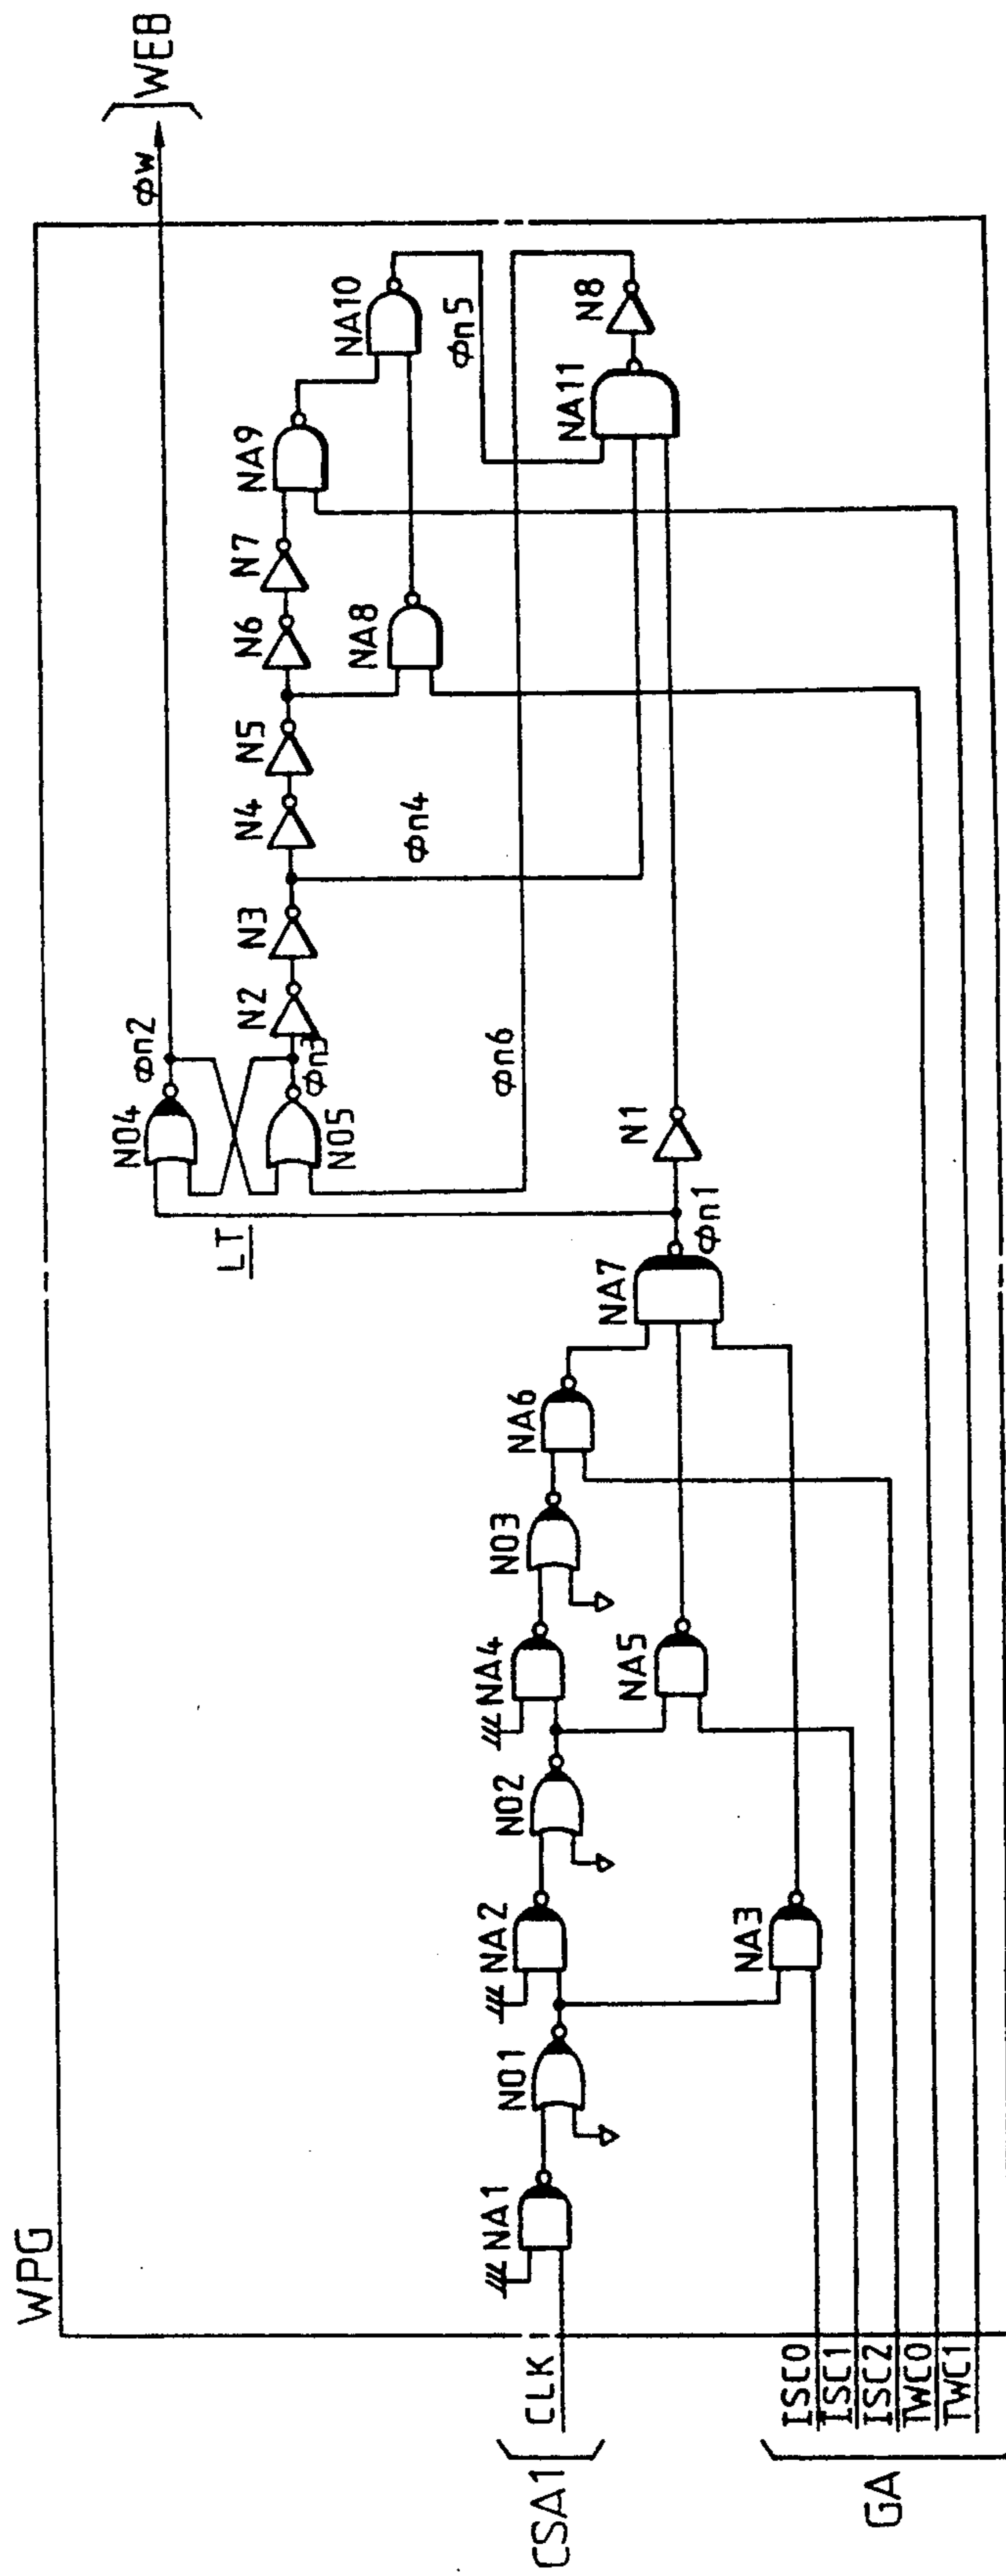 WPG
CSA1
CLK
NA1
NO1
NA2
NO2
NA4
NO3
NA6
NA3
NA5
NA7
φn1
N1
LT
NO4
φn2
NO5
φn3
N2
N3
N4
N5
N6
N7
φn4
NA8
NA9
NA10
φn5
φn6
NA11
N8
φw
WEB
GA
ISC0
ISC1
ISC2
TWC0
TWC1